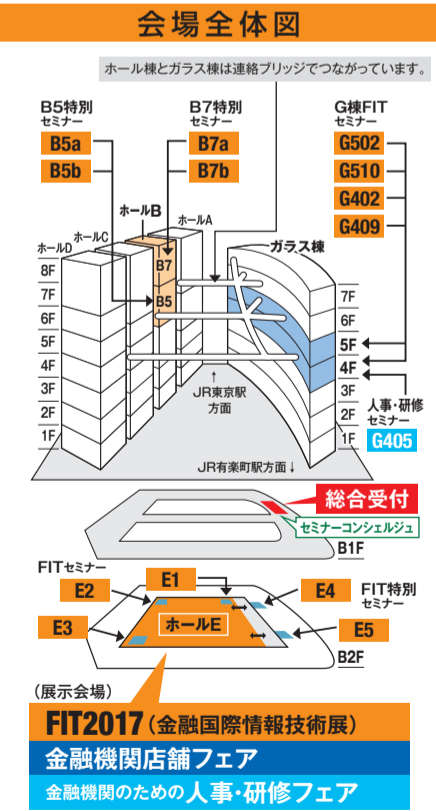 会場全体図
ホール棟とガラス棟は連絡ブリッジでつながっています。
B5特別
セミナー
B5a
B5b
B7特別
セミナー
B7a
B7b
G棟FIT
セミナー
G502
G510
G402
G409
ホールD
ホールC
ホールB
ホールA
ガラス棟
B7
B5
8F
7F
6F
5F
4F
3F
2F
1F
7F
6F
5F
4F
3F
2F
1F
人事・研修
セミナー
G405
↑
JR東京駅
方面
JR有楽町駅方面↓
総合受付
セミナーコンシェルジュ
B1F
FITセミナー
E1
E2
E3
E4
FIT特別
セミナー
E5
ホールE
B2F
(展示会場)
FIT2017(金融国際情報技術展)
金融機関店舗フェア
金融機関のための人事・研修フェア